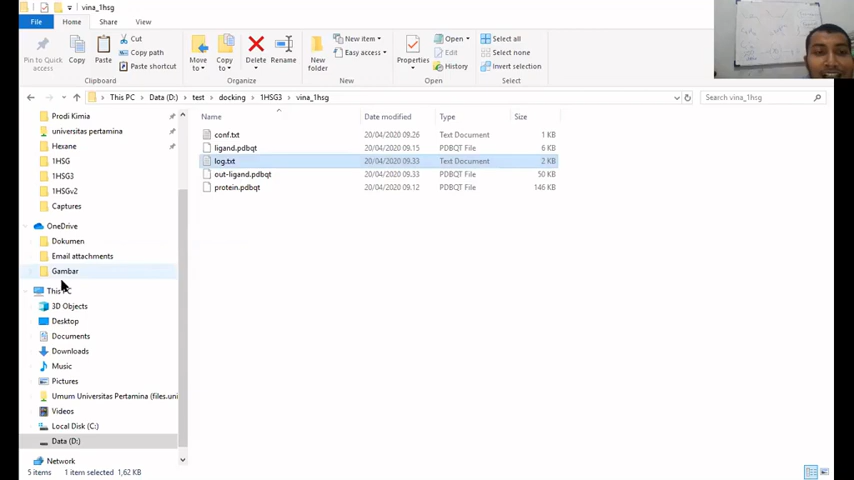 vina_1hsg
File Home Share View
Pin to Quick access
Copy
Paste
Cut
Copy path
Paste shortcut
Clipboard
Move to
Copy to
Delete
Rename
Organize
New folder
New item
Easy access
New
Properties
Open
Edit
History
Open
Select all
Select none
Invert selection
Select
This PC Data (D:) test docking 1HSG3 vina_1hsg
Search vina_1hsg
Name Date modified Type Size
conf.txt 20/04/2020 09.26 Text Document 1 KB
ligand.pdbqt 20/04/2020 09.15 PDBQT File 6 KB
log.txt 20/04/2020 09.33 Text Document 2 KB
out-ligand.pdbqt 20/04/2020 09.33 PDBQT File 50 KB
protein.pdbqt 20/04/2020 09.12 PDBQT File 146 KB
Prodi Kimia
universitas pertamina
Hexane
1HSG
1HSG3
1HSGv2
Captures
OneDrive
Dokumen
Email attachments
Gambar
This PC
3D Objects
Desktop
Documents
Downloads
Music
Pictures
Umum Universitas Pertamina (files.uni
Videos
Local Disk (C:)
Data (D:)
Network
5 items 1 item selected 1,62 KB